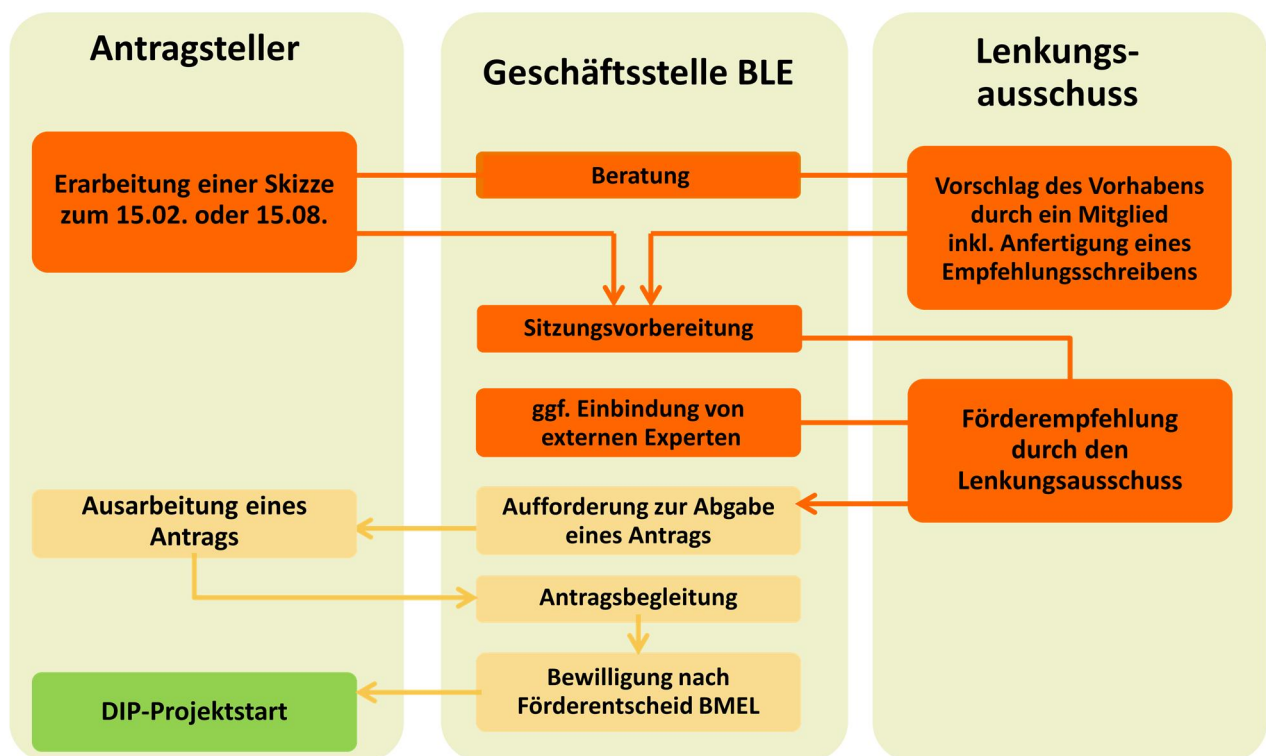 Antragsteller
Geschäftsstelle BLE
Lenkungs-
ausschuss
Erarbeitung einer Skizze
zum 15.02. oder 15.08.
Beratung
Vorschlag des Vorhabens
durch ein Mitglied
inkl. Anfertigung eines
Empfehlungsschreibens
Sitzungsvorbereitung
ggf. Einbindung von
externen Experten
Förderempfehlung
durch den
Lenkungsausschuss
Aufforderung zur Abgabe
eines Antrags
Ausarbeitung eines
Antrags
Antragsbegleitung
Bewilligung nach
Förderentscheid BMEL
DIP-Projektstart